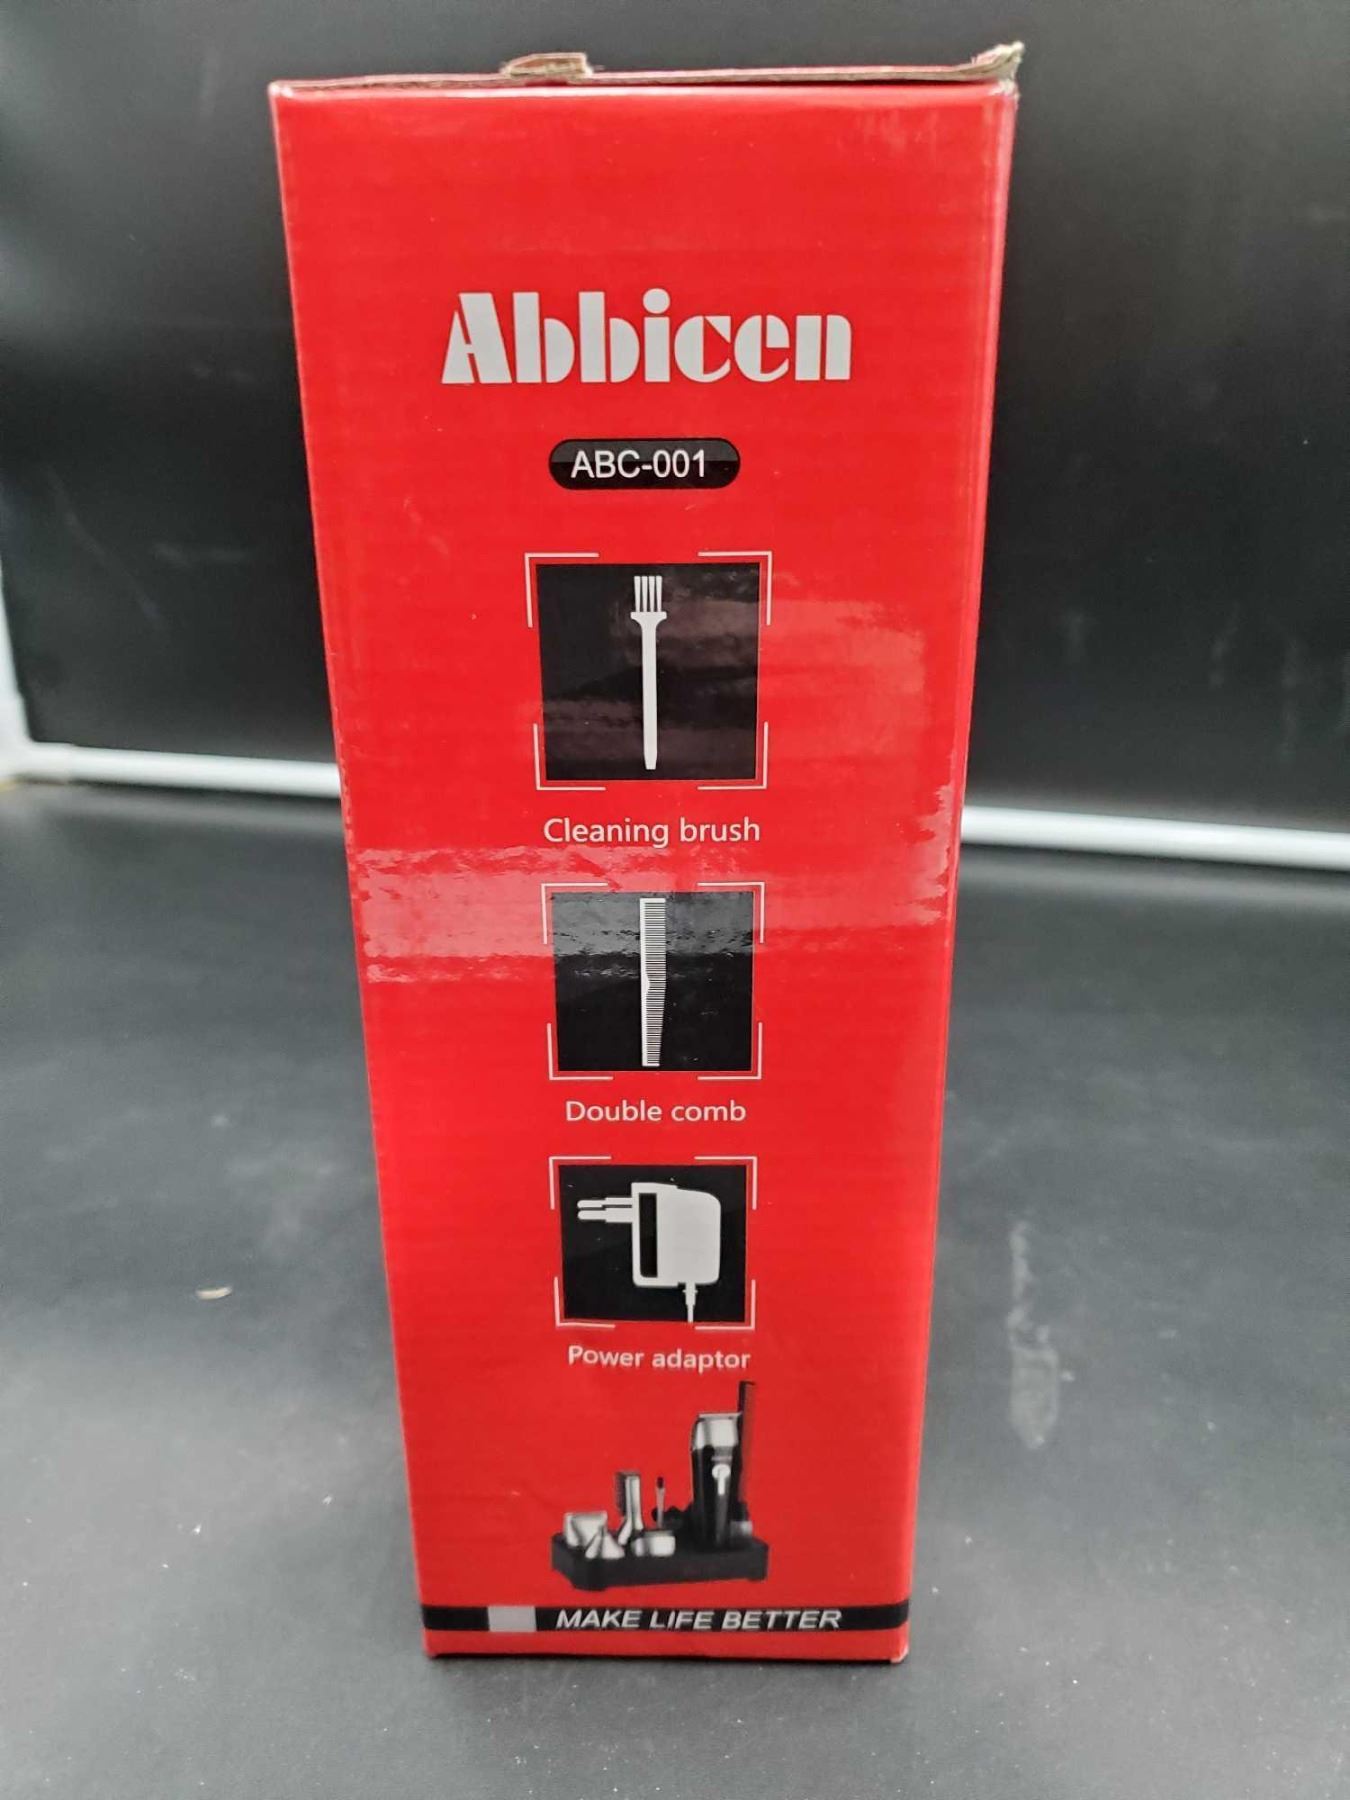 Abbicen
ABC-001
Cleaning brush
Double comb
Power adaptor
MAKE LIFE BETTER